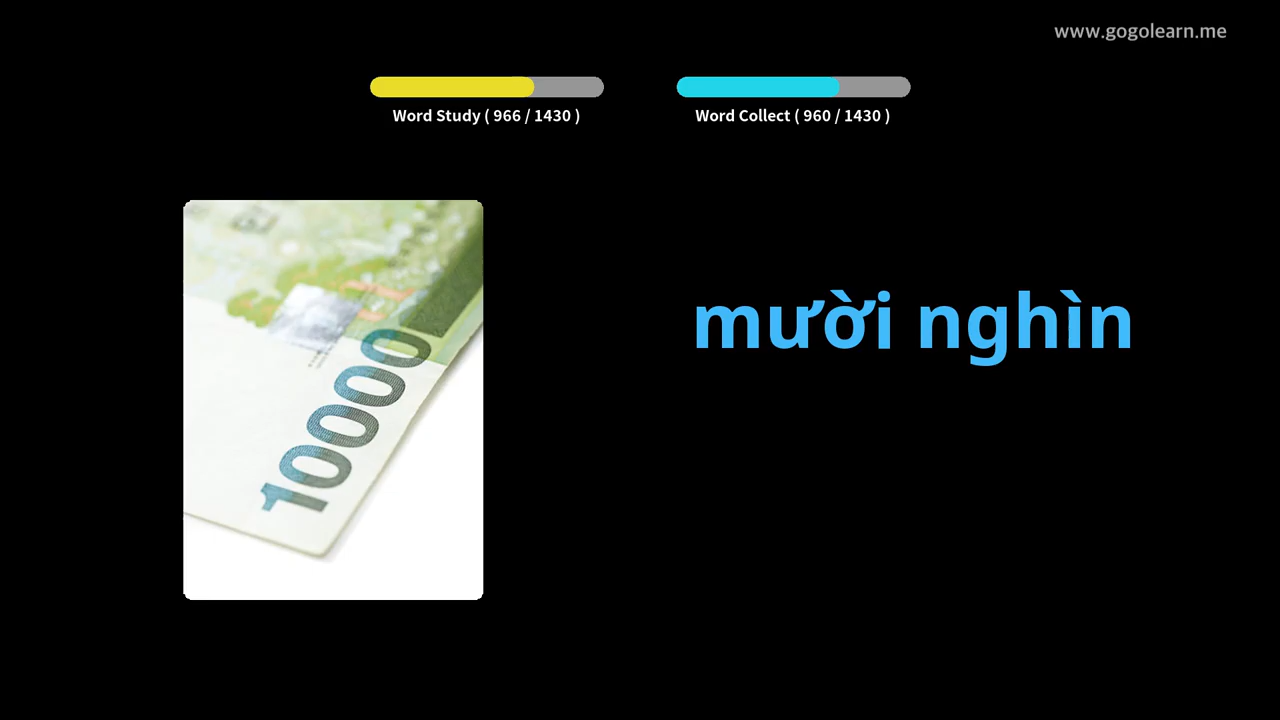 www.gogolearn.me
Word Study ( 966 / 1430 )
Word Collect ( 960 / 1430 )
mười nghìn
10000